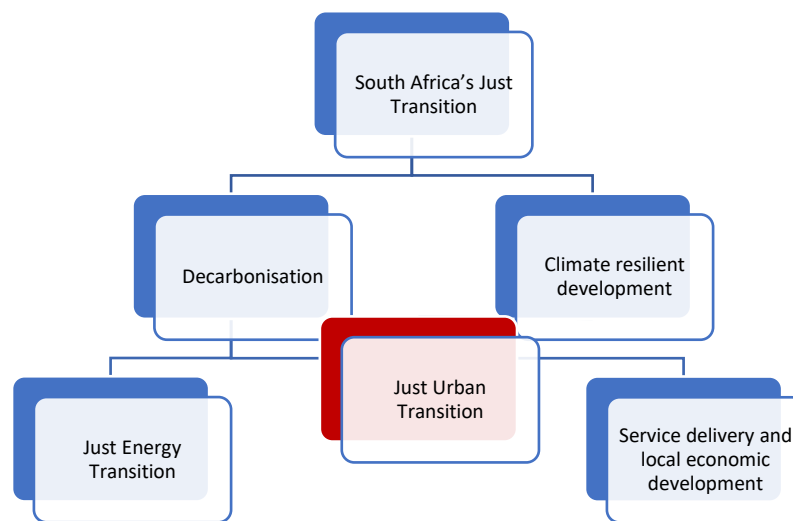 South Africa's Just
Transition
Decarbonisation
Climate resilient
development
Just Urban
Transition
Just Energy
Transition
Service delivery and
local economic
development